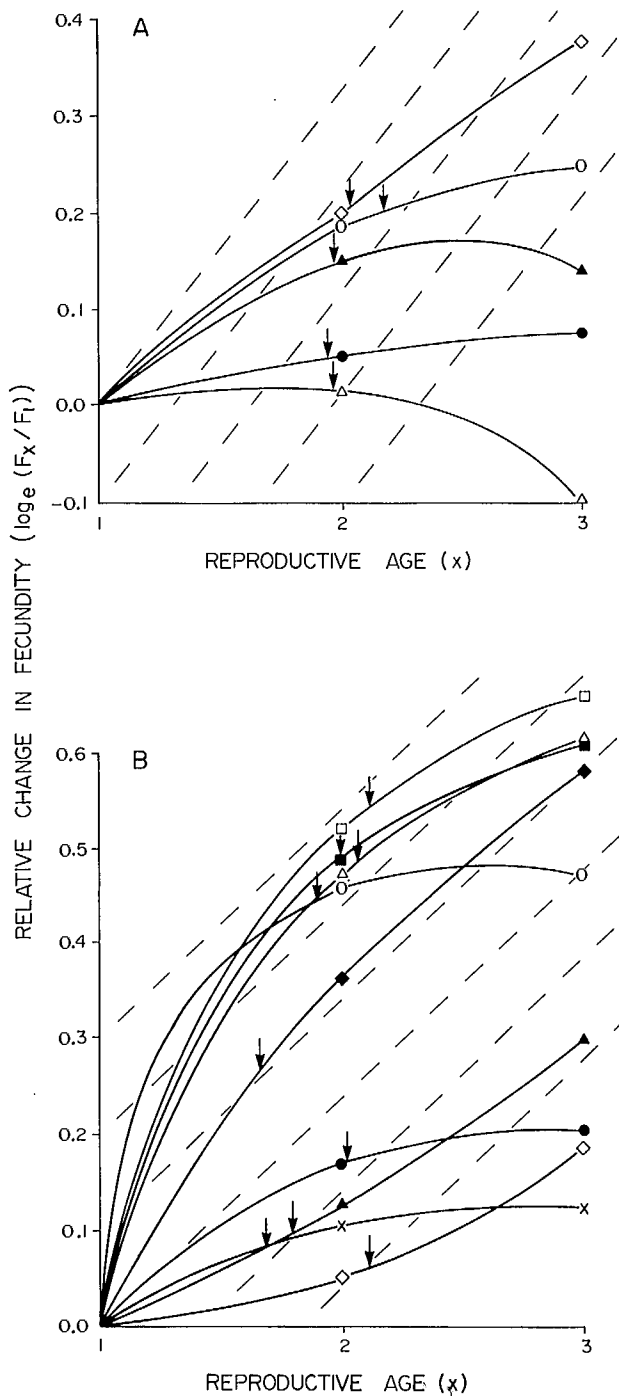 A
0.4
0.3
0.2
0.1
0.0
-0.1
1 2 3
REPRODUCTIVE AGE (x)
RELATIVE CHANGE IN FECUNDITY (loge (Fx/F1))
B
0.6
0.5
0.4
0.3
0.2
0.1
0.0
1 2 3
REPRODUCTIVE AGE (x)